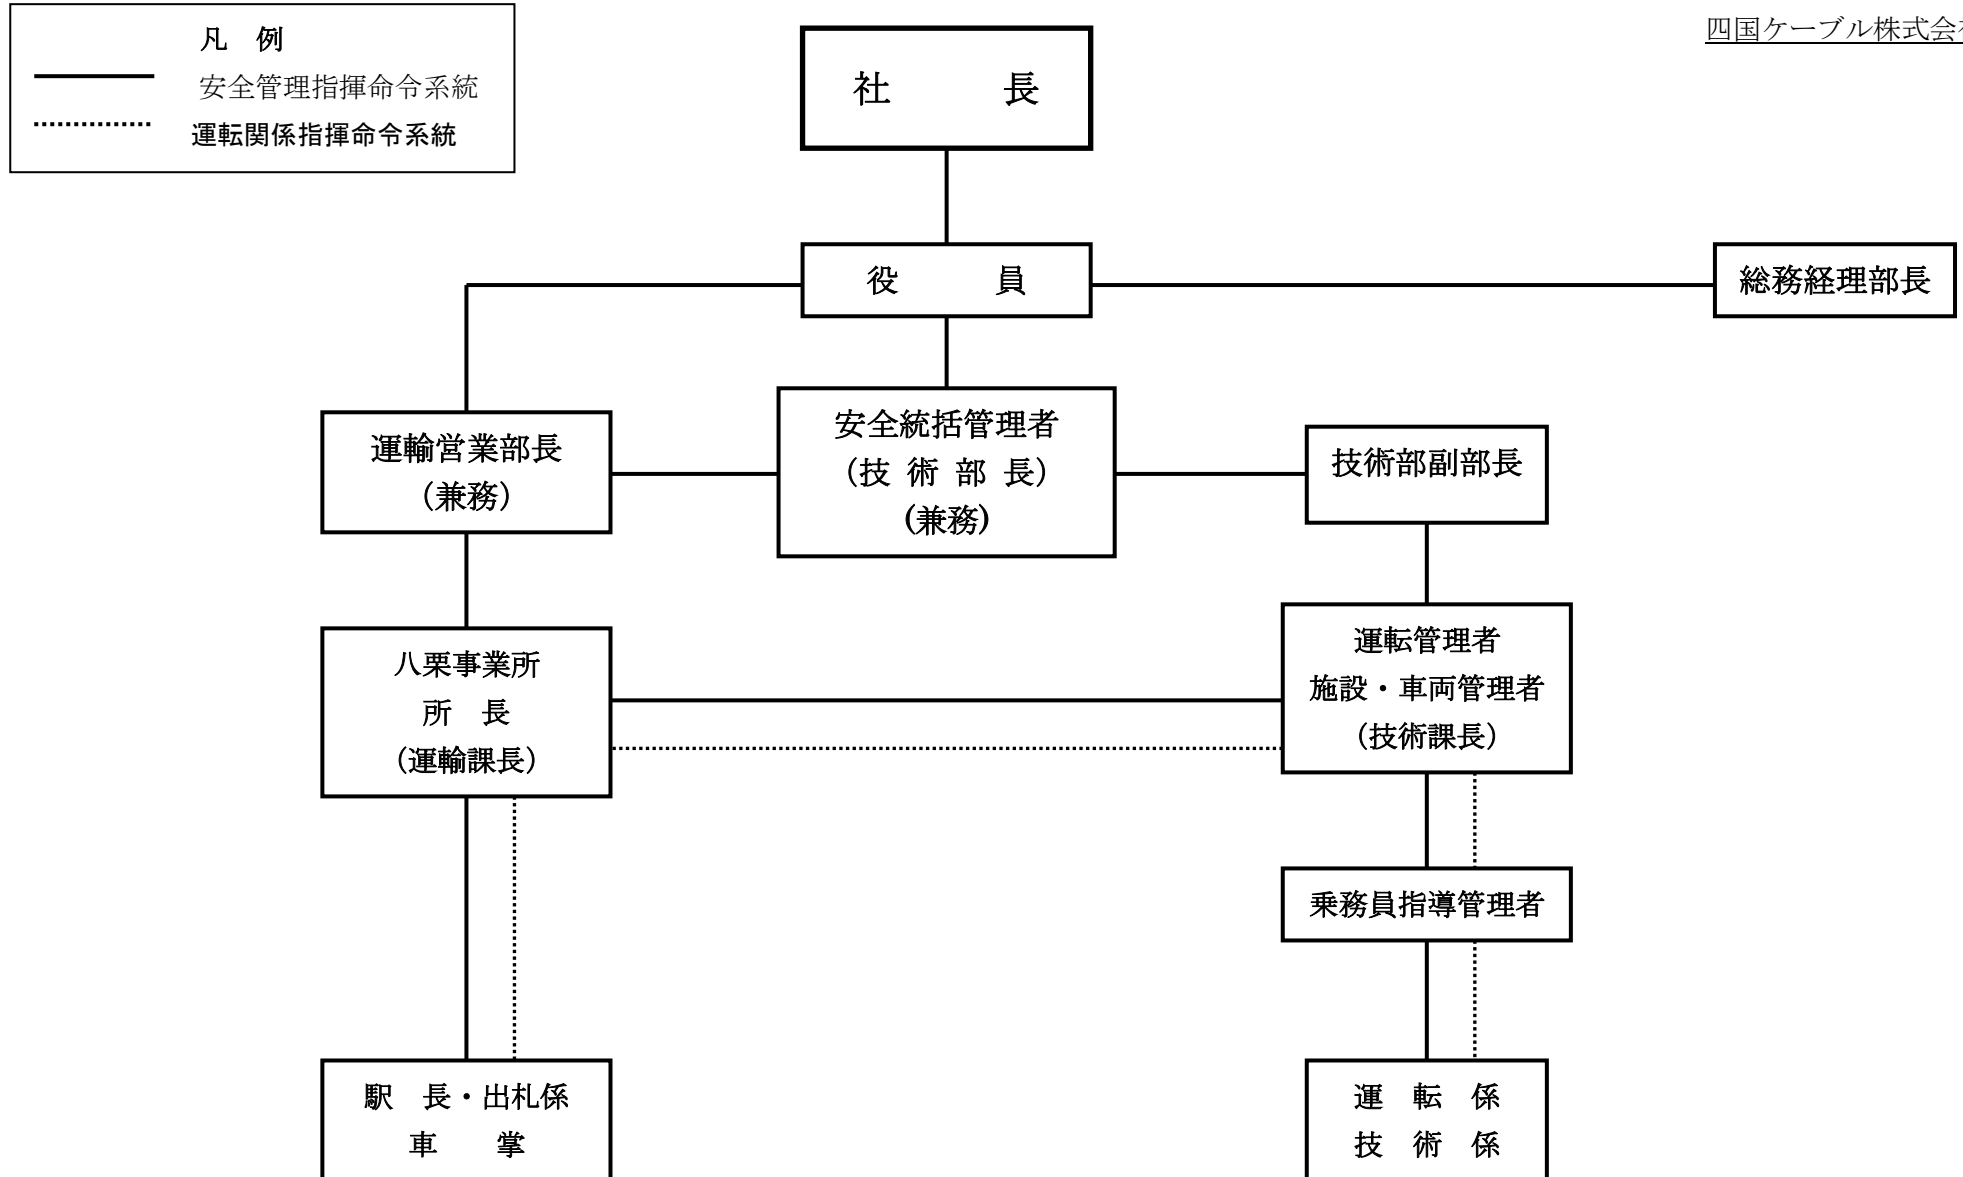 凡　例
安全管理指揮命令系統
運転関係指揮命令系統
四国ケーブル株式会
社　　　長
役　　　員
総務経理部長
運輸営業部長
（兼務）
安全統括管理者
（技 術 部 長）
（兼務）
技術部副部長
八栗事業所
所　長
（運輸課長）
運転管理者
施設・車両管理者
（技術課長）
乗務員指導管理者
駅　長・出札係
車　　掌
運　転　係
技　術　係